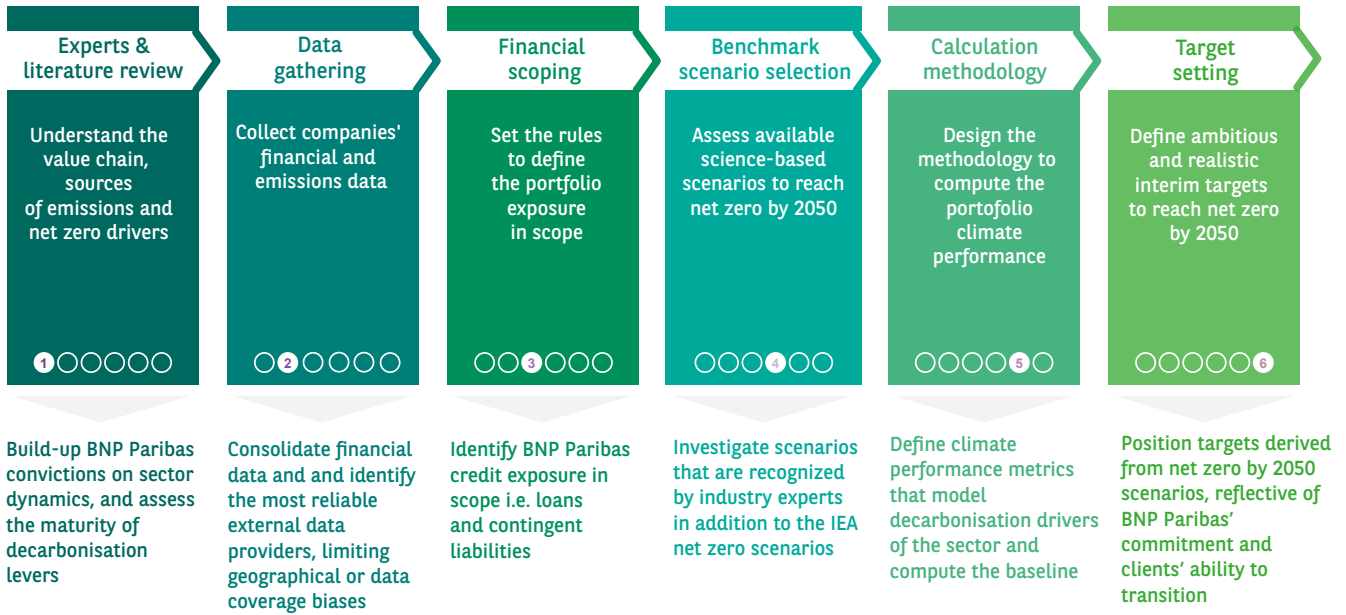 Experts &
literature review
Understand the
value chain,
sources
of emissions and
net zero drivers
1
Build-up BNP Paribas
convictions on sector
dynamics, and assess
the maturity of
decarbonisation
levers
Data
gathering
Collect companies'
financial and
emissions data
2
Consolidate financial
data and and identify
the most reliable
external data
providers, limiting
geographical or data
coverage biases
Financial
scoping
Set the rules
to define
the portfolio
exposure
in scope
3
Identify BNP Paribas
credit exposure in
scope i.e. loans
and contingent
liabilities
Benchmark
scenario selection
Assess available
science-based
scenarios to reach
net zero by 2050
4
Investigate scenarios
that are recognized
by industry experts
in addition to the IEA
net zero scenarios
Calculation
methodology
Design the
methodology to
compute the
portofolio
climate
performance
5
Define climate
performance metrics
that model
decarbonisation drivers
of the sector and
compute the baseline
Target
setting
Define ambitious
and realistic
interim targets
to reach net zero
by 2050
6
Position targets derived
from net zero by 2050
scenarios, reflective of
BNP Paribas’
commitment and
clients’ ability to
transition